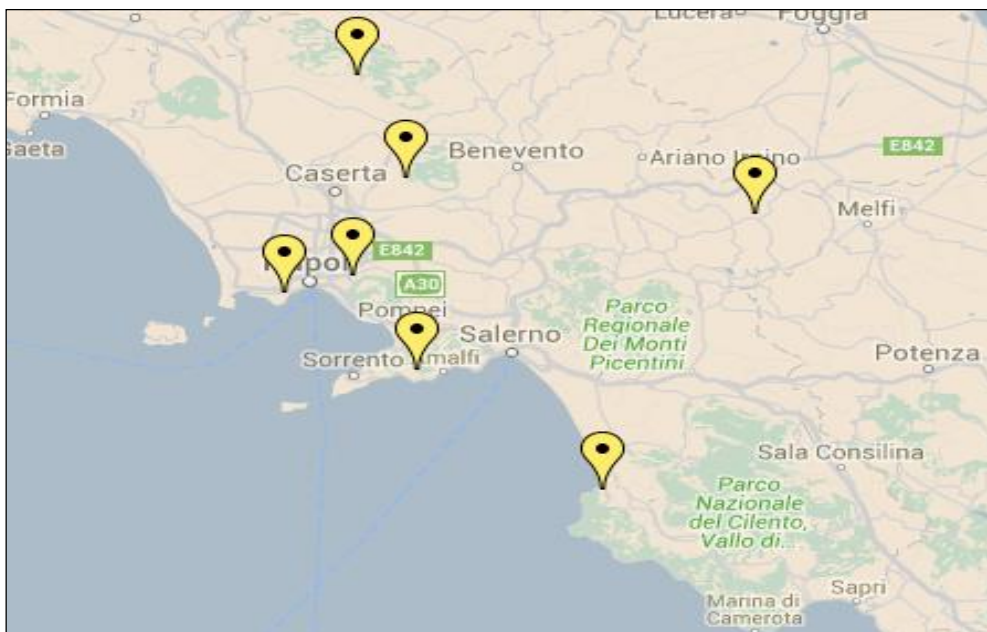 Lucera
Foggia
Formia
Gaeta
Benevento
Ariano Irpino
E842
Caserta
Melfi
E842
Napoli
A30
Pompei
Parco
Regionale
Dei Monti
Picentini
Salerno
Sorrento
Amalfi
Potenza
Sala Consilina
Parco
Nazionale
del Cilento,
Vallo di...
Sapri
Marina di
Camerota